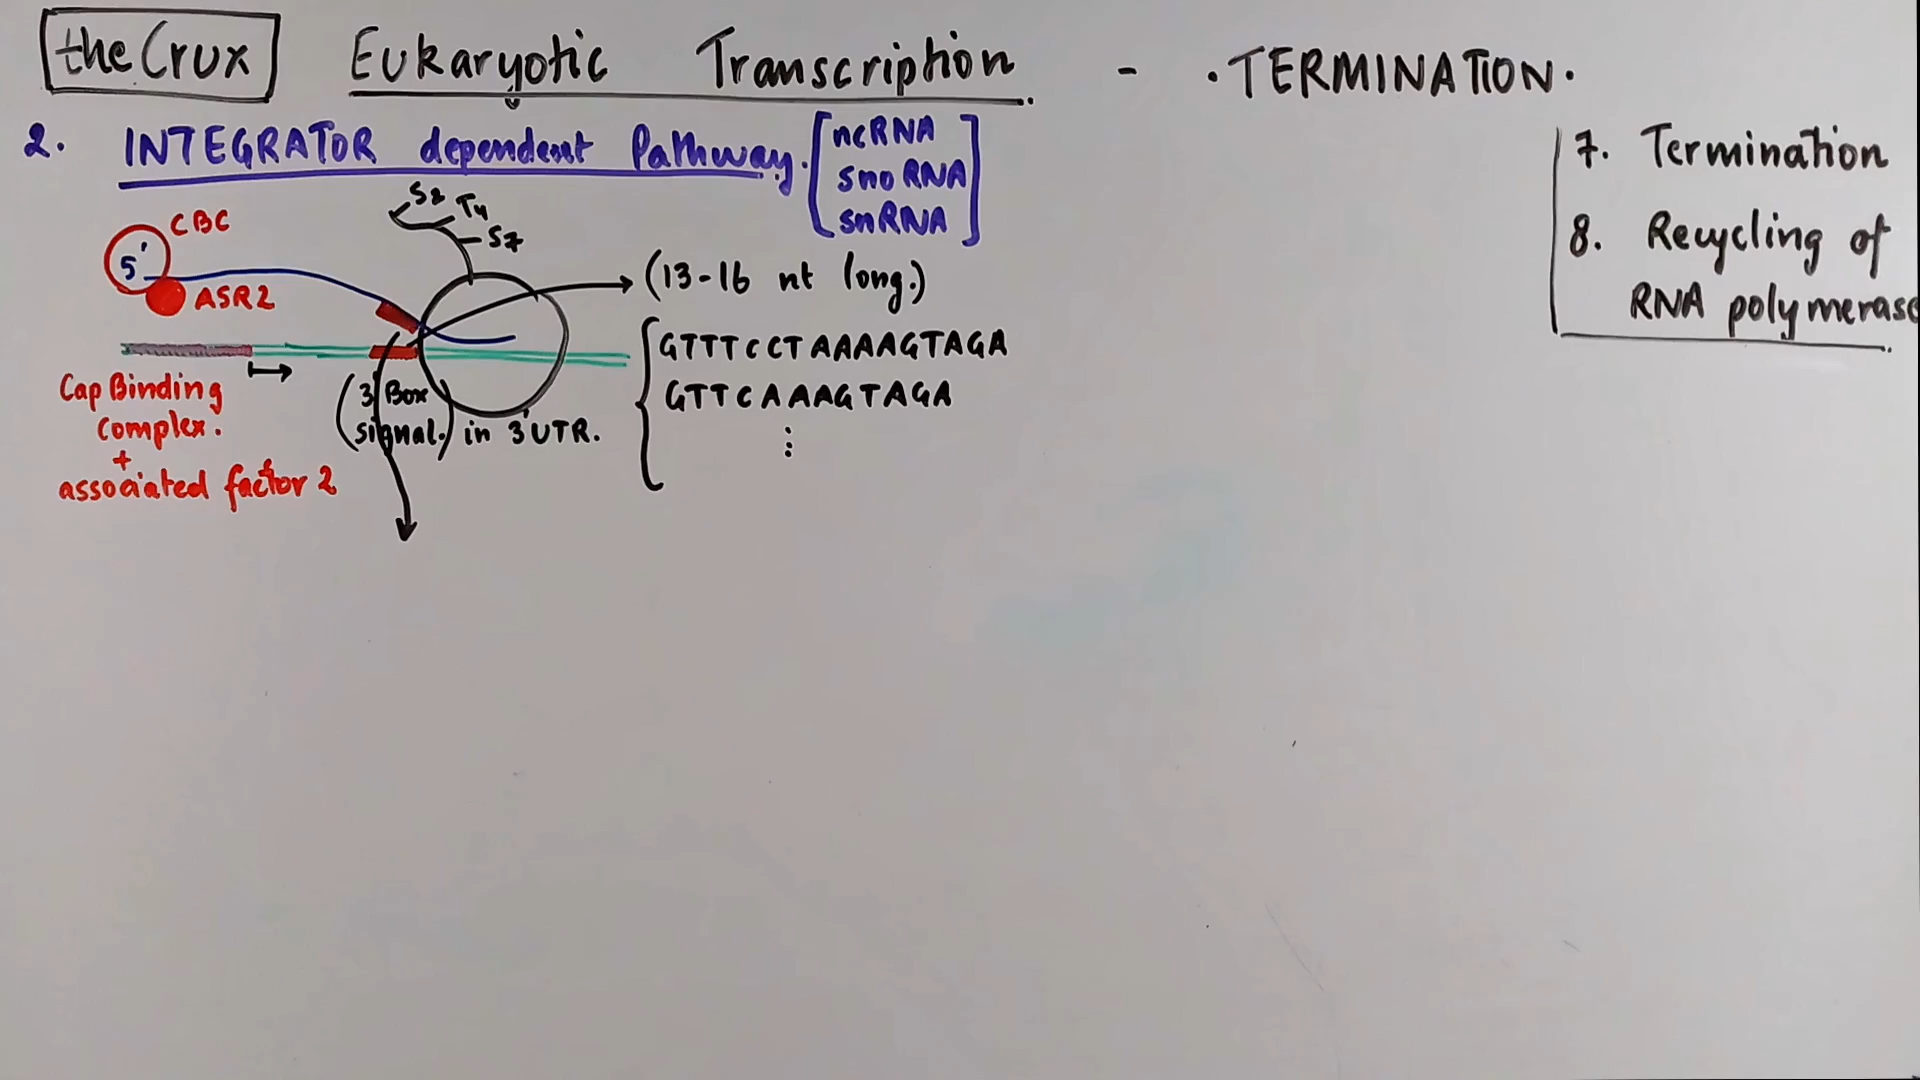 the Crux Eukaryotic Transcription. - • TERMINATION •
2. INTEGRATOR dependent Pathway. [ncRNA
snoRNA
snRNA]
7. Termination
8. Recycling of
RNA polymerase
CBC
5'
ASR2
S2
T4
S7
(13-16 nt long.)
GTTTCCTAAAAGTAGA
GTTCAAAGTAGA
⋮
(3' Box
signal.) in 3'UTR.
Cap Binding
Complex.
+
associated factor 2